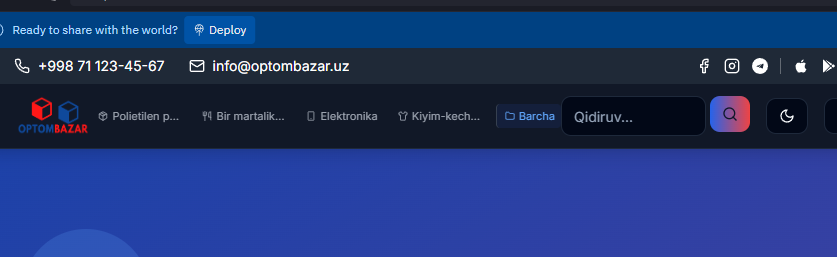 Ready to share with the world? Deploy
+998 71 123-45-67 info@optombazar.uz
OPTOMBAZAR Polietilen p... Bir martalik... Elektronika Kiyim-kech... Barcha Qidiruv...